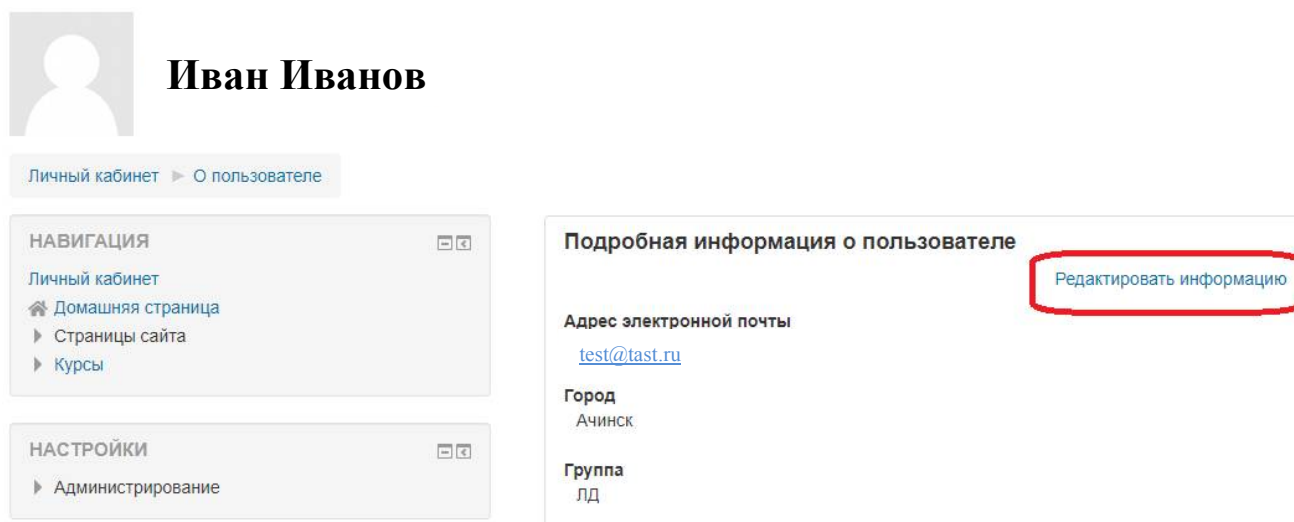 Иван Иванов
Личный кабинет ► О пользователе
НАВИГАЦИЯ
Личный кабинет
Домашняя страница
Страницы сайта
Курсы
НАСТРОЙКИ
Администрирование
Подробная информация о пользователе
Редактировать информацию
Адрес электронной почты
test@tast.ru
Город
Ачинск
Группа
ЛД